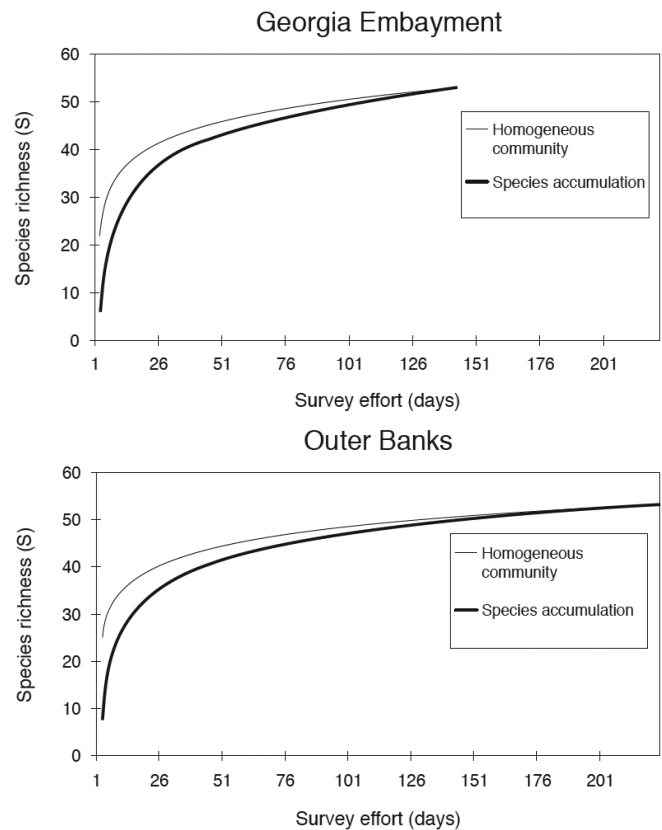 Georgia Embayment
60
50
40
30
20
10
0
Species richness (S)
Homogeneous
community
Species accumulation
1 26 51 76 101 126 151 176 201
Survey effort (days)
Outer Banks
60
50
40
30
20
10
0
Species richness (S)
Homogeneous
community
Species accumulation
1 26 51 76 101 126 151 176 201
Survey effort (days)